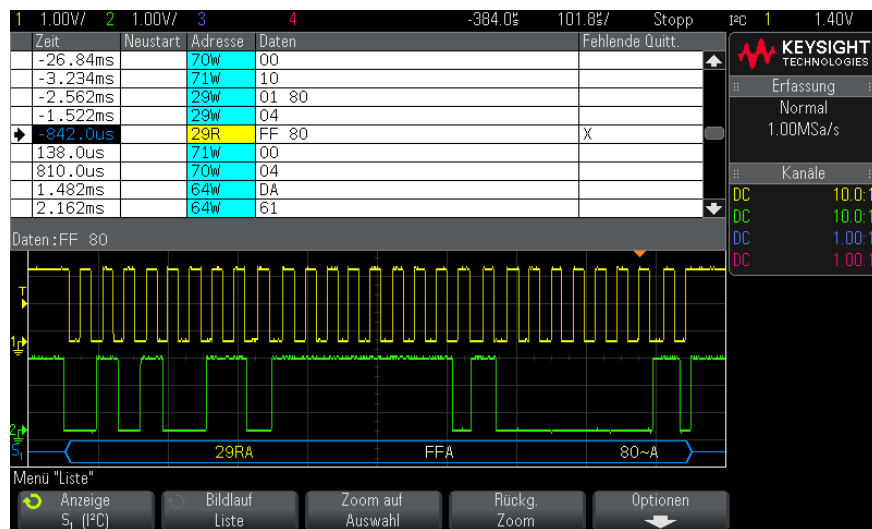 1 1.00V/ 2 1.00V/ 3 4 -384.0µs 101.8µs/ Stopp I²C 1 1.40V
Zeit Neustart Adresse Daten Fehlende Quitt.
-26.84ms 70W 00
-3.234ms 71W 10
-2.562ms 29W 01 80
-1.522ms 29W 04
-842.0us 29R FF 80 X
138.0us 71W 00
810.0us 70W 04
1.482ms 64W DA
2.162ms 64W 61
Daten:FF 80
KEYSIGHT
TECHNOLOGIES
Erfassung
Normal
1.00MSa/s
Kanäle
DC 10.0:1
DC 10.0:1
DC 1.00:1
DC 1.00:1
T
1
2
S₁ 29RA FFA 80~A
Menü "Liste"
Anzeige
S₁ (I²C)
Bildlauf
Liste
Zoom auf
Auswahl
Rückg.
Zoom
Optionen